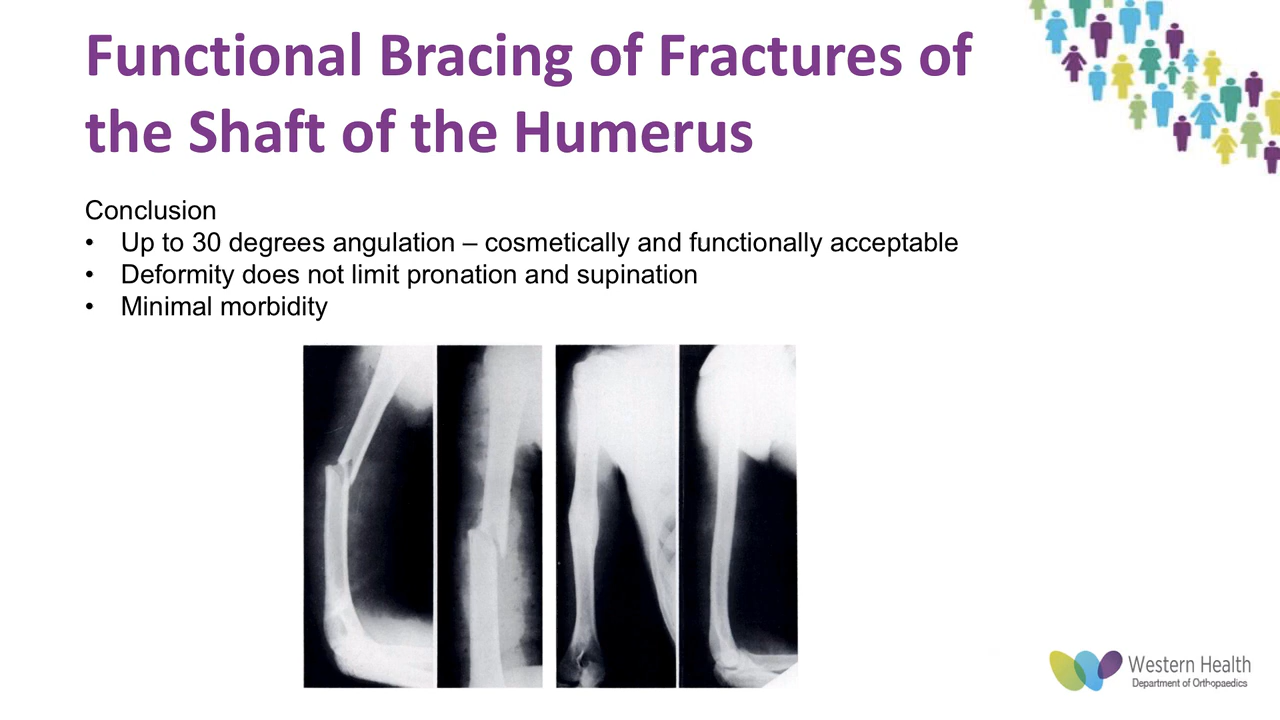 Functional Bracing of Fractures of
the Shaft of the Humerus
Conclusion
• Up to 30 degrees angulation – cosmetically and functionally acceptable
• Deformity does not limit pronation and supination
• Minimal morbidity
Western Health
Department of Orthopaedics